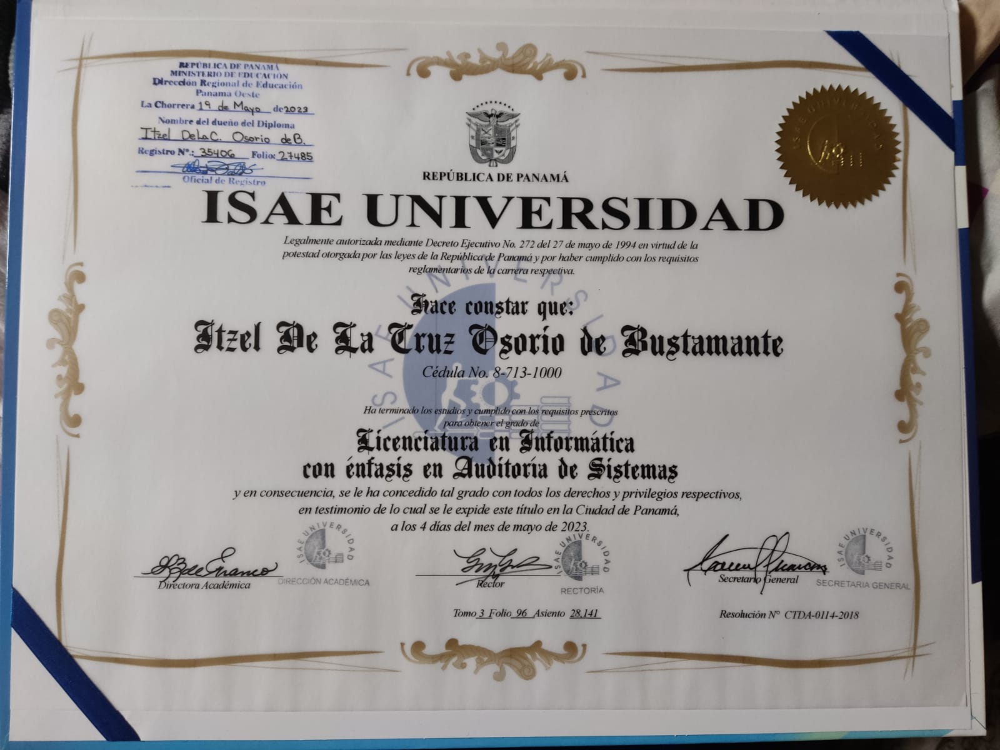 REPÚBLICA DE PANAMÁ
MINISTERIO DE EDUCACIÓN
Dirección Regional de Educación
Panama Oeste
La Chorrera 19 de Mayo de 2023
Nombre del dueño del Diploma
Itzel De La C. Osorio de B.
Registro Nº.: 35406 Folio: 27485
Oficial de Registro
ISAE UNIVERSIDAD
REPÚBLICA DE PANAMÁ
ISAE UNIVERSIDAD
Legalmente autorizada mediante Decreto Ejecutivo No. 272 del 27 de mayo de 1994 en virtud de la
potestad otorgada por las leyes de la República de Panamá y por haber cumplido con los requisitos
reglamentarios de la carrera respectiva.
ISAE UNIVERSIDAD
Hace constar que:
Itzel De La Cruz Osorio de Bustamante
Cédula No. 8-713-1000
Ha terminado los estudios y cumplido con los requisitos prescritos
para obtener el grado de
Licenciatura en Informática
con énfasis en Auditoría de Sistemas
y en consecuencia, se le ha concedido tal grado con todos los derechos y privilegios respectivos,
en testimonio de lo cual se le expide este título en la Ciudad de Panamá,
a los 4 días del mes de mayo de 2023.
ISAE UNIVERSIDAD
ISAE UNIVERSIDAD
ISAE UNIVERSIDAD
Directora Académica
DIRECCIÓN ACADÉMICA
Rector
RECTORÍA
Secretario General
SECRETARIA GENERAL
Tomo 3 Folio 96 Asiento 28,141
Resolución Nº CTDA-0114-2018